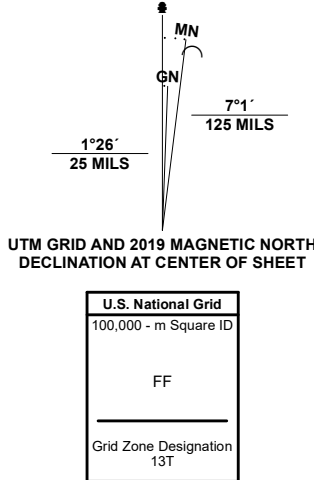 MN
GN
7°1´
125 MILS
1°26´
25 MILS
UTM GRID AND 2019 MAGNETIC NORTH
DECLINATION AT CENTER OF SHEET
U.S. National Grid
100,000 - m Square ID
FF
Grid Zone Designation
13T